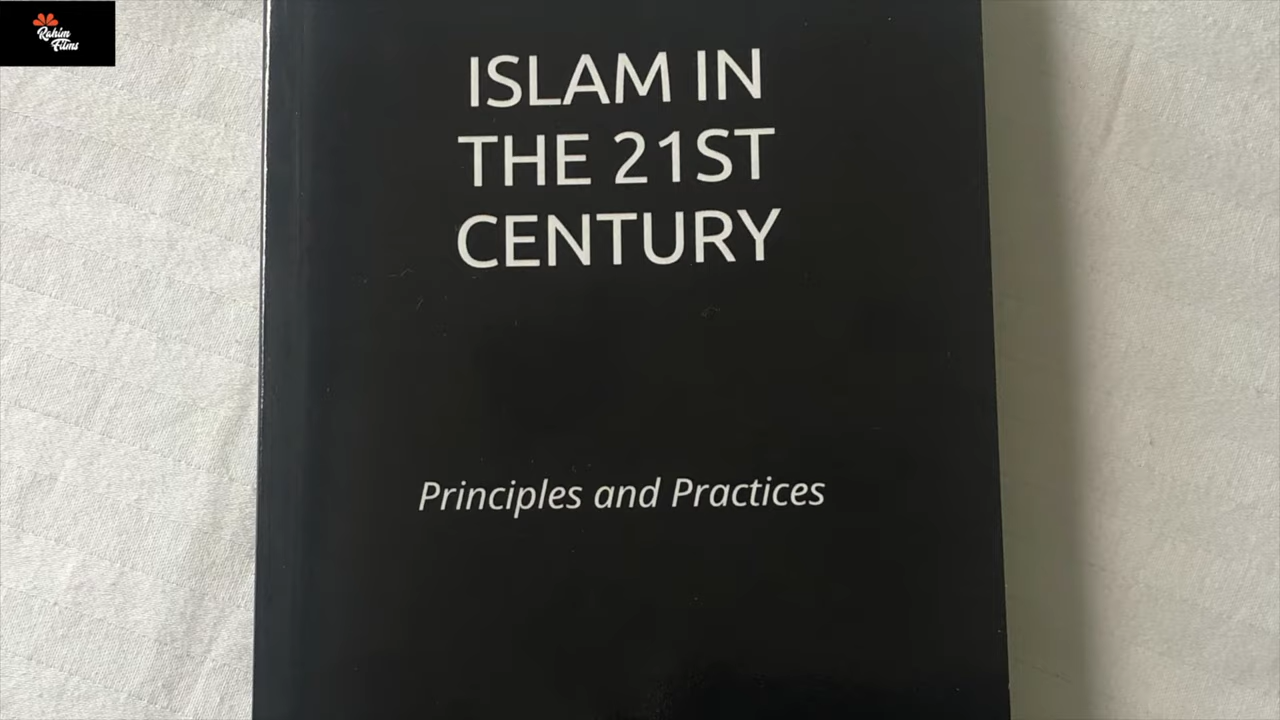 Rahim
Films
ISLAM IN
THE 21ST
CENTURY
Principles and Practices